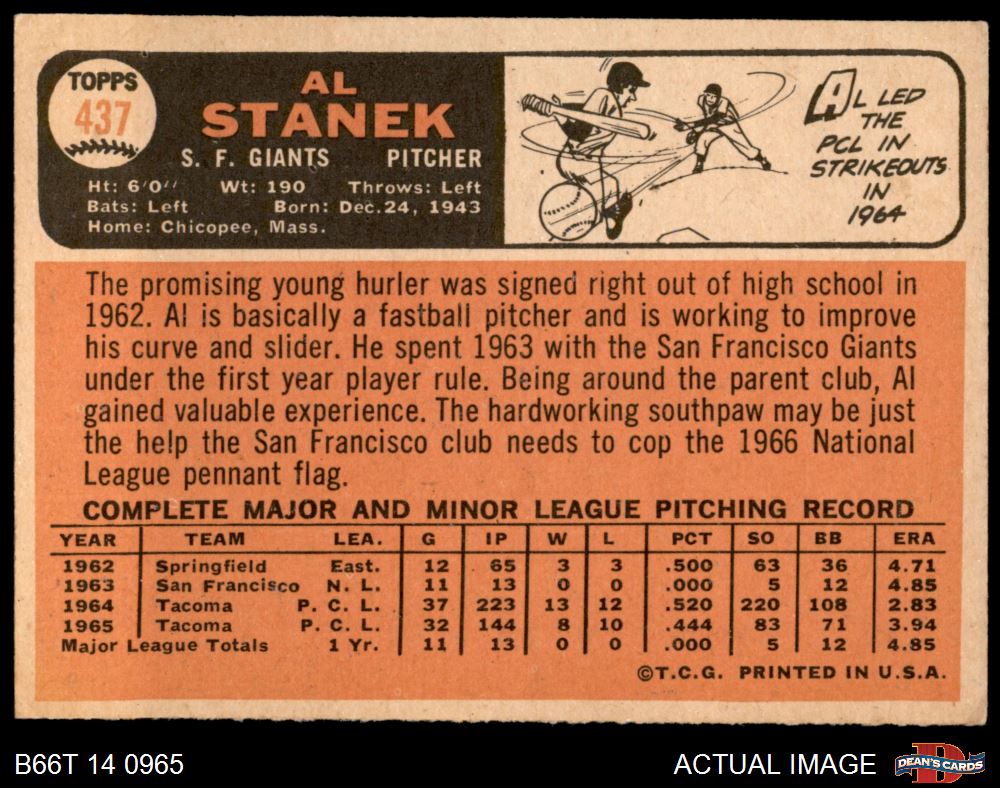 TOPPS
437
AL
STANEK
S. F. GIANTS PITCHER
Ht: 6'0" Wt: 190 Throws: Left
Bats: Left Born: Dec. 24, 1943
Home: Chicopee, Mass.
AL LED
THE
PCL IN
STRIKEOUTS
IN
1964
The promising young hurler was signed right out of high school in
1962. Al is basically a fastball pitcher and is working to improve
his curve and slider. He spent 1963 with the San Francisco Giants
under the first year player rule. Being around the parent club, Al
gained valuable experience. The hardworking southpaw may be just
the help the San Francisco club needs to cop the 1966 National
League pennant flag.
COMPLETE MAJOR AND MINOR LEAGUE PITCHING RECORD
YEAR TEAM LEA. G IP W L PCT SO BB ERA
1962 Springfield East. 12 65 3 3 .500 63 36 4.71
1963 San Francisco N. L. 11 13 0 0 .000 5 12 4.85
1964 Tacoma P. C. L. 37 223 13 12 .520 220 108 2.83
1965 Tacoma P. C. L. 32 144 8 10 .444 83 71 3.94
Major League Totals 1 Yr. 11 13 0 0 .000 5 12 4.85
©T.C.G. PRINTED IN U.S.A.
B66T 14 0965 ACTUAL IMAGE DEAN'S CARDS